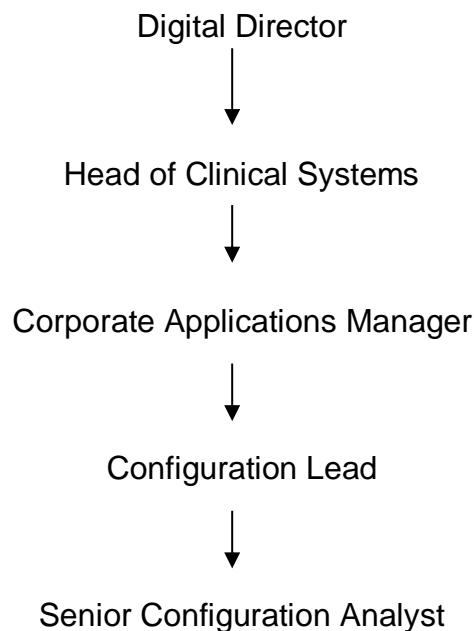 Digital Director
Head of Clinical Systems
Corporate Applications Manager
Configuration Lead
Senior Configuration Analyst